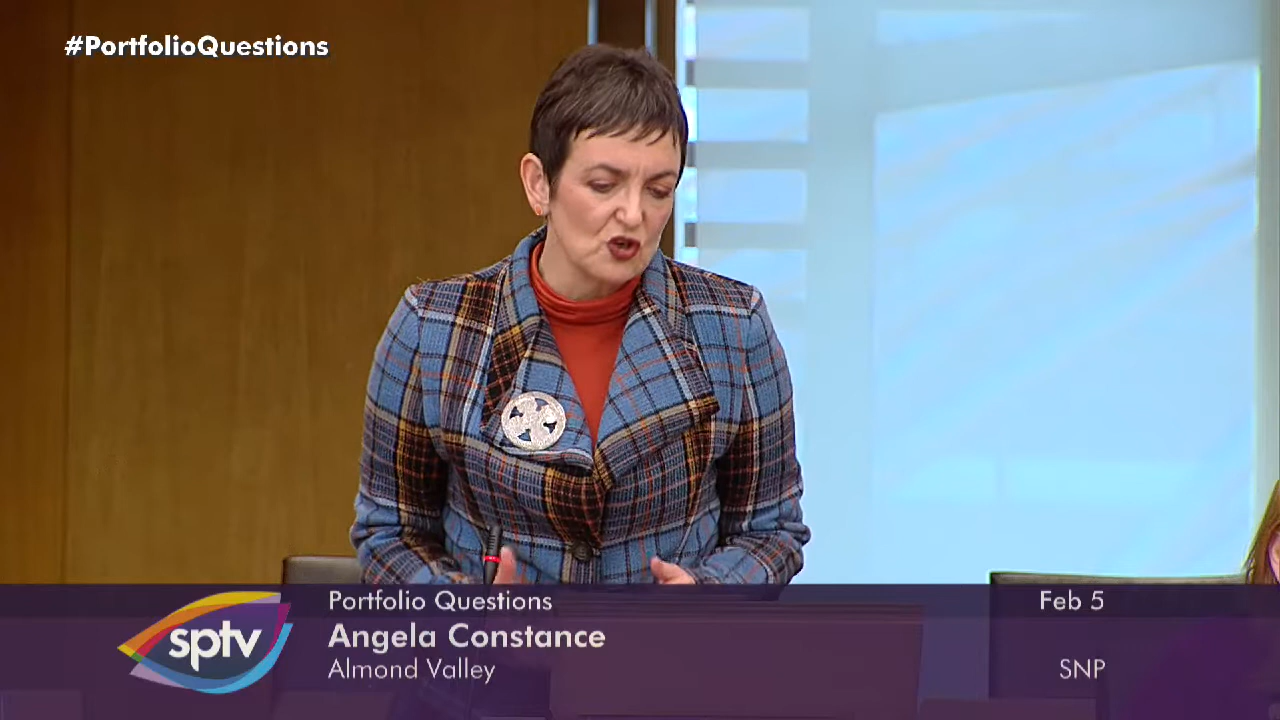 #PortfolioQuestions
sptv
Portfolio Questions
Feb 5
Angela Constance
Almond Valley
SNP